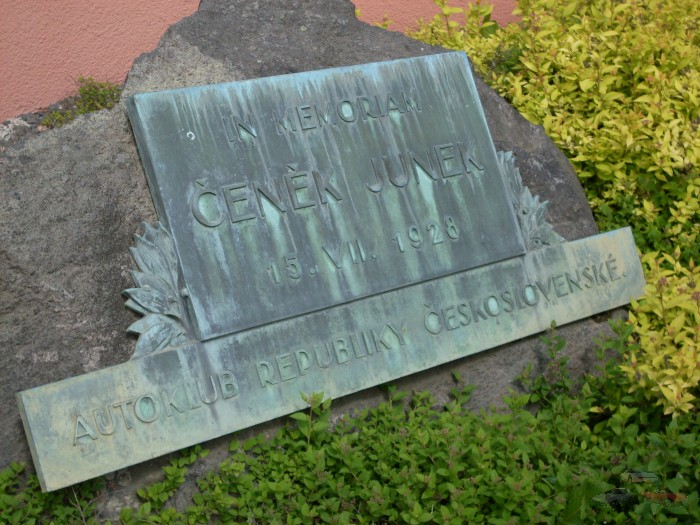 IN MEMORIAM
ČENĚK JUNEK
15. VII. 1928
AUTOKLUB REPUBLIKY ČESKOSLOVENSKÉ.